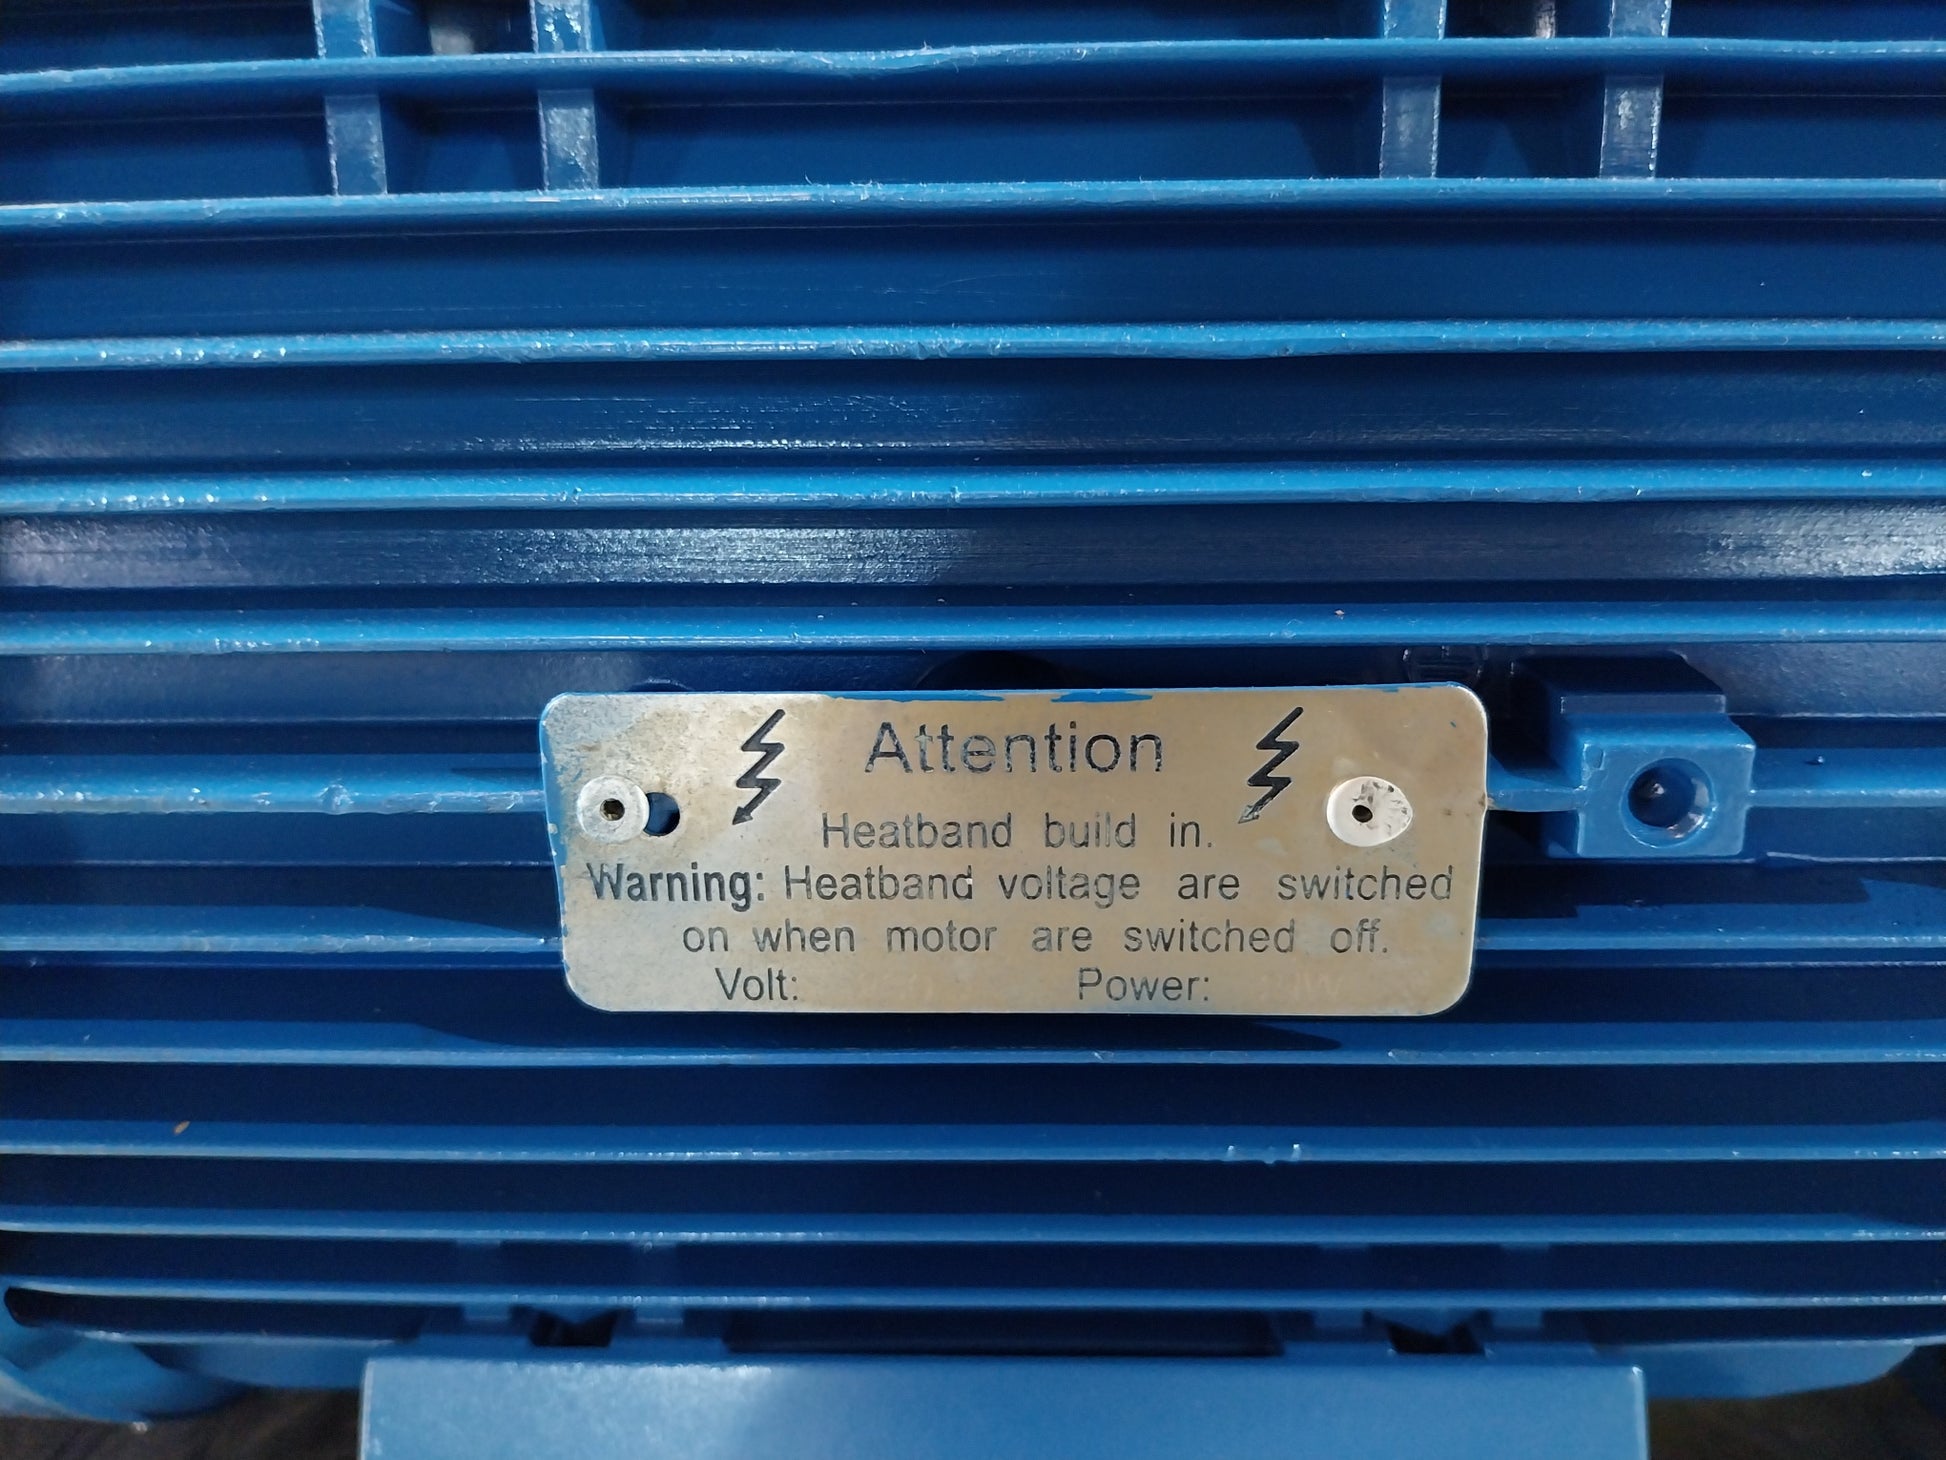 Attention
Heatband build in.
Warning: Heatband voltage are switched
on when motor are switched off.
Volt: Power: